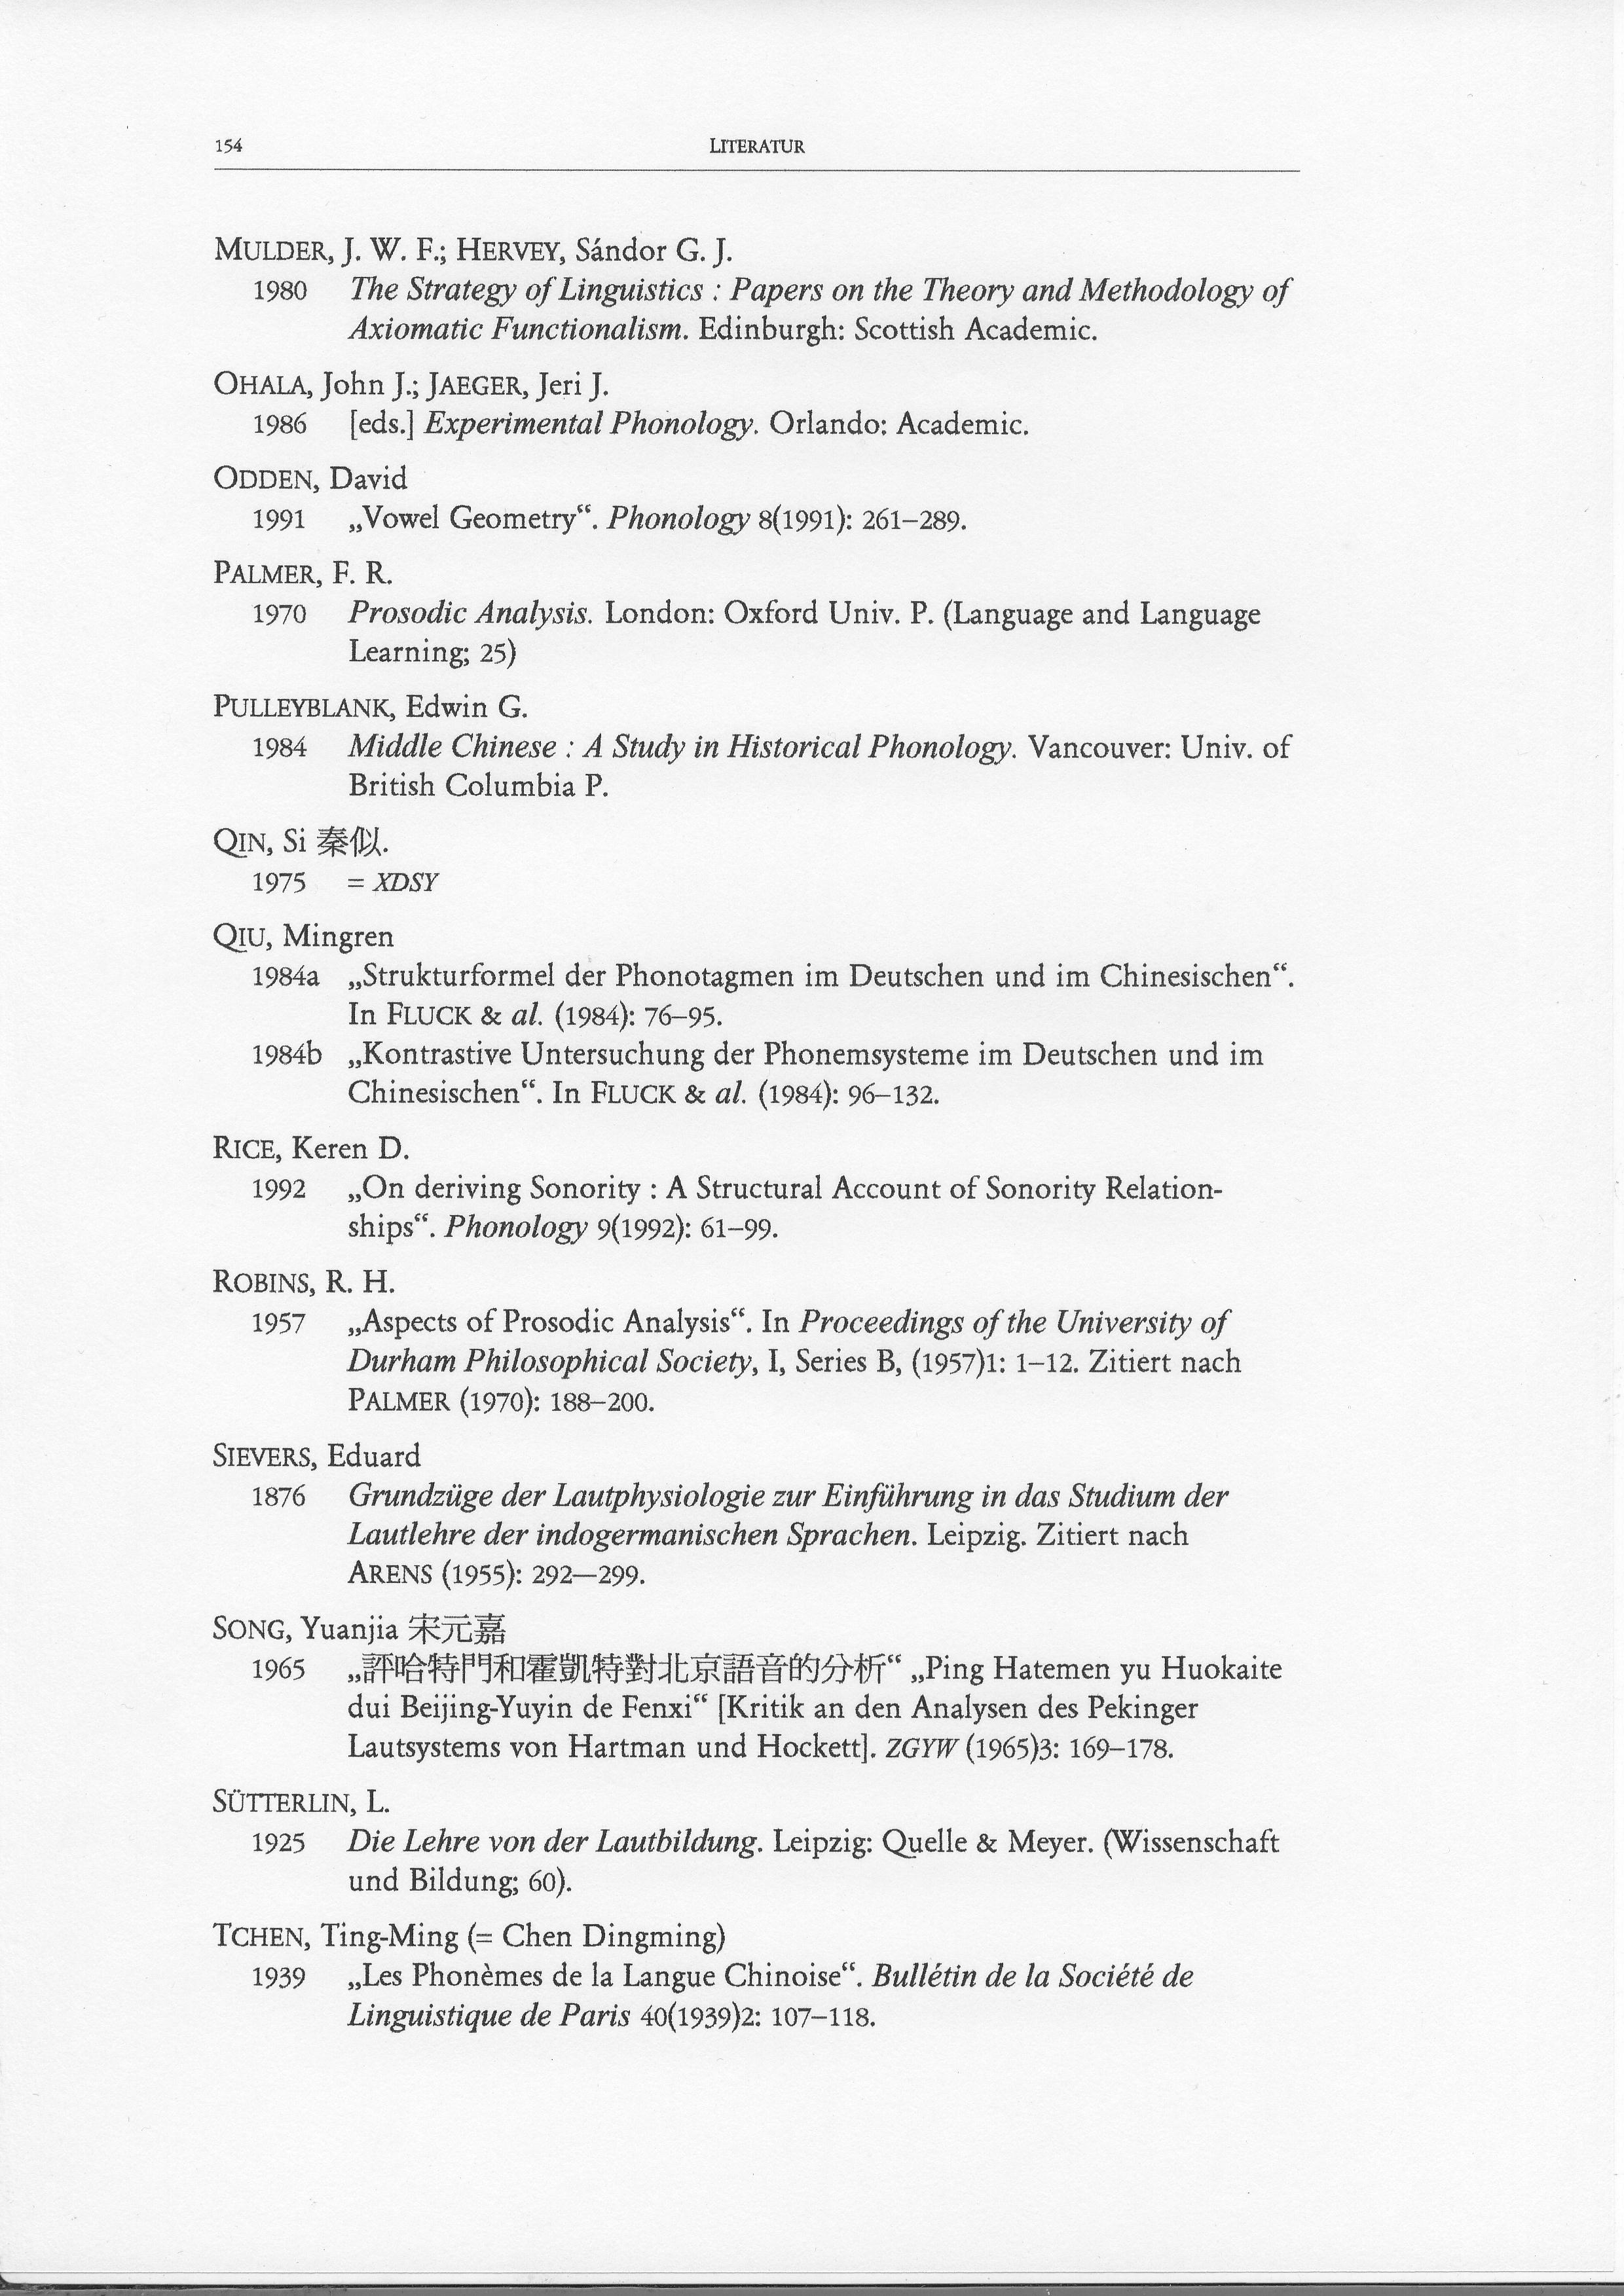 154 LITERATUR
MULDER, J. W. F.; HERVEY, Sándor G. J.
1980 The Strategy of Linguistics : Papers on the Theory and Methodology of
Axiomatic Functionalism. Edinburgh: Scottish Academic.
OHALA, John J.; JAEGER, Jeri J.
1986 [eds.] Experimental Phonology. Orlando: Academic.
ODDEN, David
1991 „Vowel Geometry“. Phonology 8(1991): 261–289.
PALMER, F. R.
1970 Prosodic Analysis. London: Oxford Univ. P. (Language and Language
Learning; 25)
PULLEYBLANK, Edwin G.
1984 Middle Chinese : A Study in Historical Phonology. Vancouver: Univ. of
British Columbia P.
QIN, Si 秦似.
1975 = XDSY
QIU, Mingren
1984a „Strukturformel der Phonotagmen im Deutschen und im Chinesischen“.
In FLUCK & al. (1984): 76–95.
1984b „Kontrastive Untersuchung der Phonemsysteme im Deutschen und im
Chinesischen“. In FLUCK & al. (1984): 96–132.
RICE, Keren D.
1992 „On deriving Sonority : A Structural Account of Sonority Relation-
ships“. Phonology 9(1992): 61–99.
ROBINS, R. H.
1957 „Aspects of Prosodic Analysis“. In Proceedings of the University of
Durham Philosophical Society, I, Series B, (1957)1: 1–12. Zitiert nach
PALMER (1970): 188–200.
SIEVERS, Eduard
1876 Grundzüge der Lautphysiologie zur Einführung in das Studium der
Lautlehre der indogermanischen Sprachen. Leipzig. Zitiert nach
ARENS (1955): 292—299.
SONG, Yuanjia 宋元嘉
1965 „評哈特門和霍凱特對北京語音的分析“ „Ping Hatemen yu Huokaite
dui Beijing-Yuyin de Fenxi“ [Kritik an den Analysen des Pekinger
Lautsystems von Hartman und Hockett]. ZGYW (1965)3: 169–178.
SÜTTERLIN, L.
1925 Die Lehre von der Lautbildung. Leipzig: Quelle & Meyer. (Wissenschaft
und Bildung; 60).
TCHEN, Ting-Ming (= Chen Dingming)
1939 „Les Phonèmes de la Langue Chinoise“. Bullétin de la Société de
Linguistique de Paris 40(1939)2: 107–118.